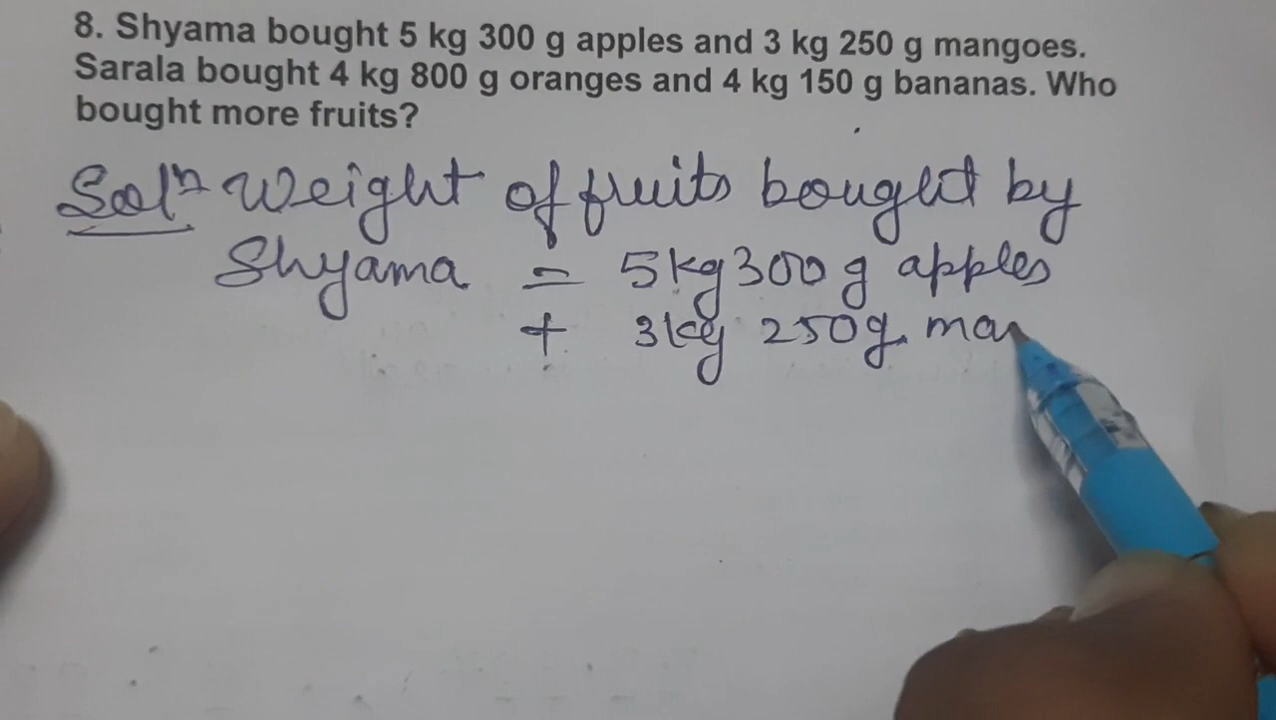 8. Shyama bought 5 kg 300 g apples and 3 kg 250 g mangoes.
Sarala bought 4 kg 800 g oranges and 4 kg 150 g bananas. Who
bought more fruits?
Solⁿ Weight of fruits bought by
Shyama = 5kg 300 g apples
+ 3kg 250g. man